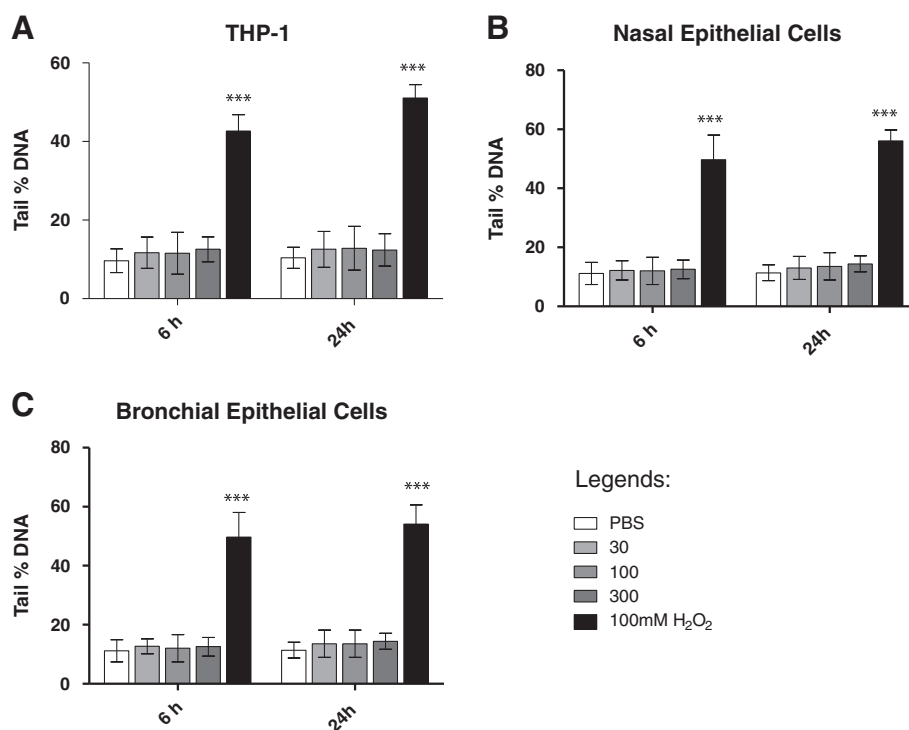 A
THP-1
60
40
20
0
Tail % DNA
***
***
6 h
24h
B
Nasal Epithelial Cells
80
60
40
20
0
Tail % DNA
***
***
6 h
24h
C
Bronchial Epithelial Cells
80
60
40
20
0
Tail % DNA
***
***
6 h
24h
Legends:
PBS
30
100
300
100mM H₂O₂